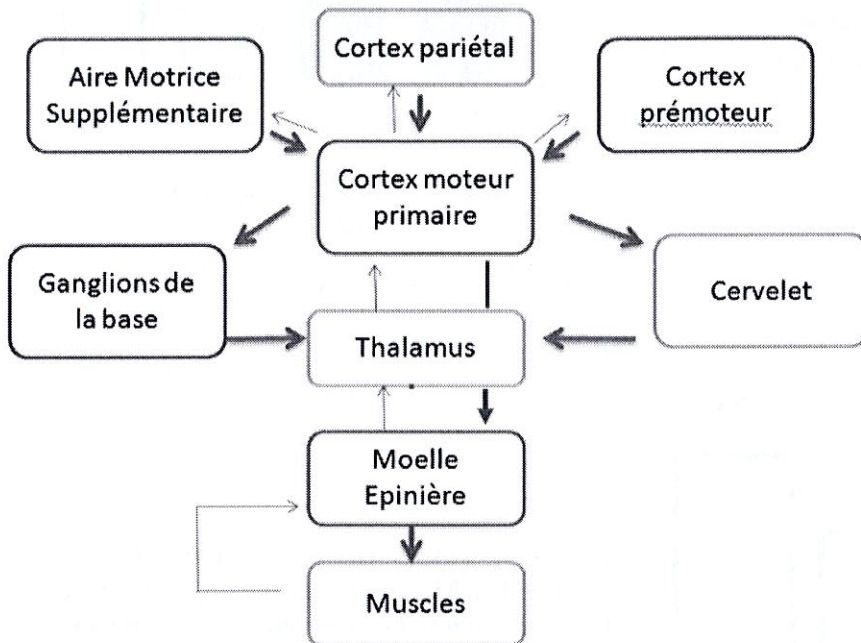 Cortex pariétal
Aire Motrice
Supplémentaire
Cortex
prémoteur
Cortex moteur
primaire
Ganglions de
la base
Cervelet
Thalamus
Moelle
Epinière
Muscles